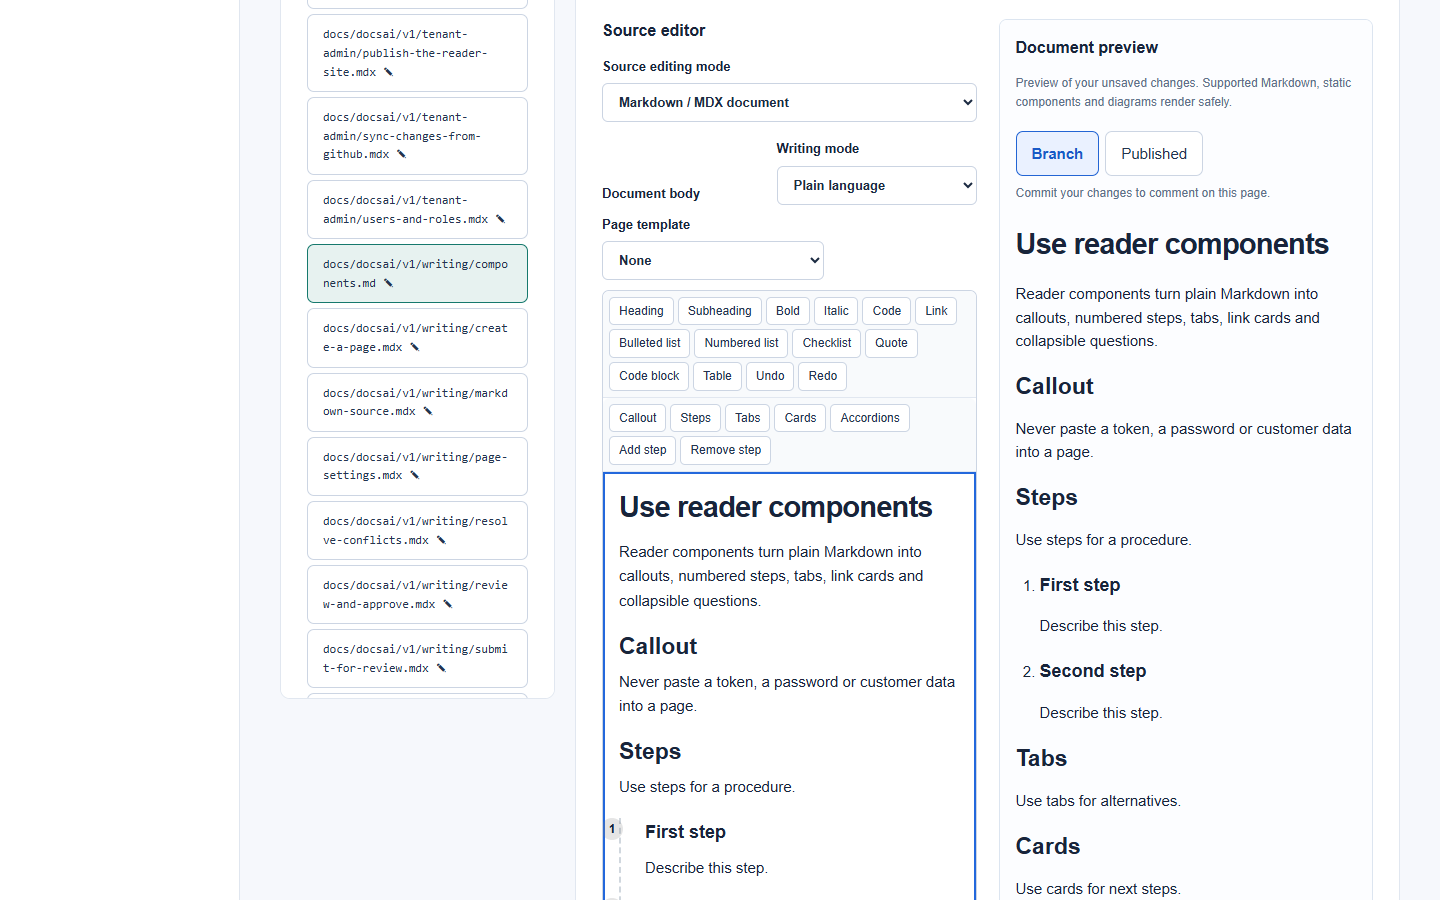 docs/docsai/v1/tenant-
admin/publish-the-reader-
site.mdx
docs/docsai/v1/tenant-
admin/sync-changes-from-
github.mdx
docs/docsai/v1/tenant-
admin/users-and-roles.mdx
docs/docsai/v1/writing/compo
nents.md
docs/docsai/v1/writing/creat
e-a-page.mdx
docs/docsai/v1/writing/markd
own-source.mdx
docs/docsai/v1/writing/page-
settings.mdx
docs/docsai/v1/writing/resol
ve-conflicts.mdx
docs/docsai/v1/writing/revie
w-and-approve.mdx
docs/docsai/v1/writing/submi
t-for-review.mdx
Source editor
Source editing mode
Markdown / MDX document
Writing mode
Document body
Plain language
Page template
None
Heading Subheading Bold Italic Code Link
Bulleted list Numbered list Checklist Quote
Code block Table Undo Redo
Callout Steps Tabs Cards Accordions
Add step Remove step
Use reader components
Reader components turn plain Markdown into
callouts, numbered steps, tabs, link cards and
collapsible questions.
Callout
Never paste a token, a password or customer data
into a page.
Steps
Use steps for a procedure.
1 First step
Describe this step.
Document preview
Preview of your unsaved changes. Supported Markdown, static
components and diagrams render safely.
Branch Published
Commit your changes to comment on this page.
Use reader components
Reader components turn plain Markdown into
callouts, numbered steps, tabs, link cards and
collapsible questions.
Callout
Never paste a token, a password or customer data
into a page.
Steps
Use steps for a procedure.
1. First step
Describe this step.
2. Second step
Describe this step.
Tabs
Use tabs for alternatives.
Cards
Use cards for next steps.